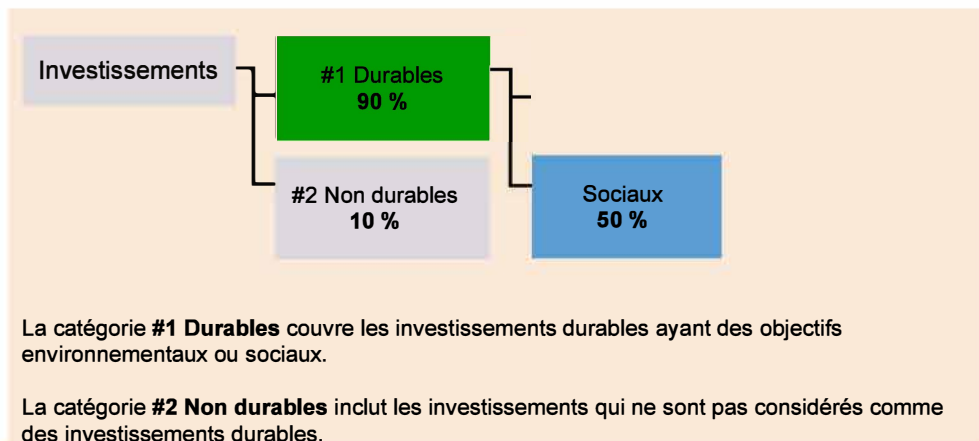 Investissements
#1 Durables
90 %
#2 Non durables
10 %
Sociaux
50 %
La catégorie #1 Durables couvre les investissements durables ayant des objectifs
environnementaux ou sociaux.
La catégorie #2 Non durables inclut les investissements qui ne sont pas considérés comme
des investissements durables.